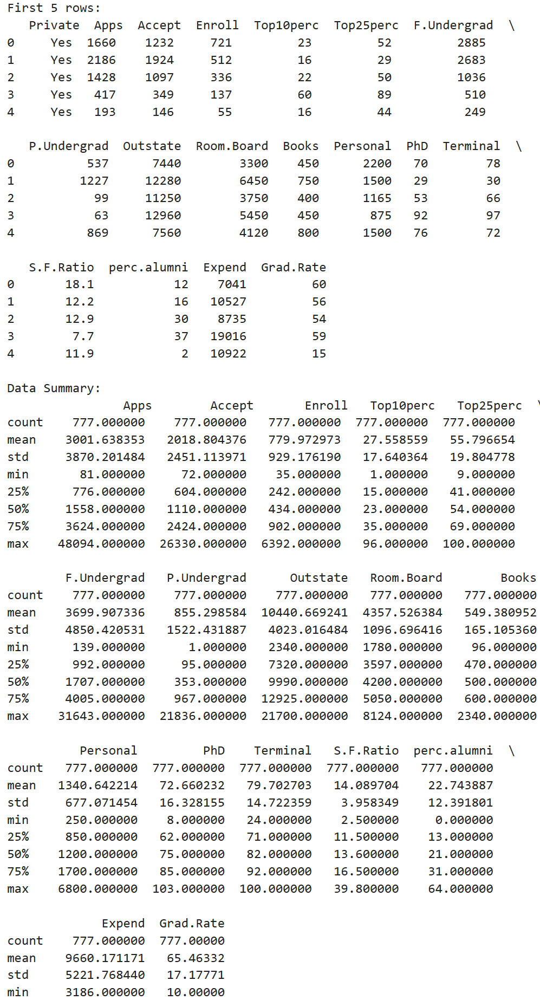 First 5 rows:
   Private  Apps  Accept  Enroll  Top10perc  Top25perc  F.Undergrad  \
0      Yes  1660    1232     721         23         52         2885
1      Yes  2186    1924     512         16         29         2683
2      Yes  1428    1097     336         22         50         1036
3      Yes   417     349     137         60         89          510
4      Yes   193     146      55         16         44          249

   P.Undergrad  Outstate  Room.Board  Books  Personal  PhD  Terminal  \
0          537      7440        3300    450      2200   70        78
1         1227     12280        6450    750      1500   29        30
2           99     11250        3750    400      1165   53        66
3           63     12960        5450    450       875   92        97
4          869      7560        4120    800      1500   76        72

   S.F.Ratio  perc.alumni  Expend  Grad.Rate
0       18.1           12    7041         60
1       12.2           16   10527         56
2       12.9           30    8735         54
3        7.7           37   19016         59
4       11.9            2   10922         15

Data Summary:
               Apps        Accept       Enroll   Top10perc   Top25perc  \
count    777.000000    777.000000   777.000000  777.000000  777.000000
mean    3001.638353   2018.804376   779.972973   27.558559   55.796654
std     3870.201484   2451.113971   929.176190   17.640364   19.804778
min       81.000000     72.000000    35.000000    1.000000    9.000000
25%      776.000000    604.000000   242.000000   15.000000   41.000000
50%     1558.000000   1110.000000   434.000000   23.000000   54.000000
75%     3624.000000   2424.000000   902.000000   35.000000   69.000000
max    48094.000000  26330.000000  6392.000000   96.000000  100.000000

        F.Undergrad   P.Undergrad      Outstate   Room.Board        Books
count    777.000000    777.000000    777.000000   777.000000   777.000000
mean    3699.907336    855.298584  10440.669241  4357.526384   549.380952
std     4850.420531   1522.431887   4023.016484  1096.696416   165.105360
min      139.000000      1.000000   2340.000000  1780.000000    96.000000
25%      992.000000     95.000000   7320.000000  3597.000000   470.000000
50%     1707.000000    353.000000   9990.000000  4200.000000   500.000000
75%     4005.000000    967.000000  12925.000000  5050.000000   600.000000
max    31643.000000  21836.000000  21700.000000  8124.000000  2340.000000

          Personal         PhD    Terminal   S.F.Ratio  perc.alumni  \
count   777.000000  777.000000  777.000000  777.000000   777.000000
mean   1340.642214   72.660232   79.702703   14.089704    22.743887
std     677.071454   16.328155   14.722359    3.958349    12.391801
min     250.000000    8.000000   24.000000    2.500000     0.000000
25%     850.000000   62.000000   71.000000   11.500000    13.000000
50%    1200.000000   75.000000   82.000000   13.600000    21.000000
75%    1700.000000   85.000000   92.000000   16.500000    31.000000
max    6800.000000  103.000000  100.000000   39.800000    64.000000

             Expend  Grad.Rate
count    777.000000  777.00000
mean    9660.171171   65.46332
std     5221.768440   17.17771
min     3186.000000   10.00000